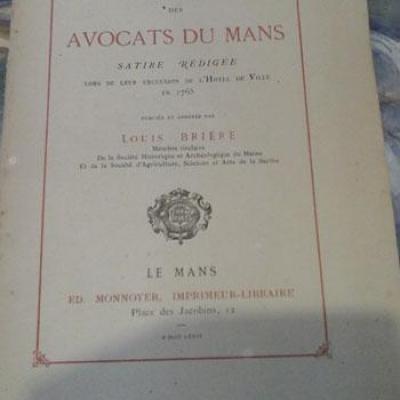 DES
AVOCATS DU MANS
SATIRE RÉDIGÉE
LORS DE LEUR EXCLUSION DE L'HÔTEL DE VILLE
EN 1765
PUBLIÉE ET ANNOTÉE PAR
LOUIS BRIÈRE
Membre titulaire
De la Société Historique et Archéologique du Maine
Et de la Société d'Agriculture, Sciences et Arts de la Sarthe
LE MANS
ED. MONNOYER, IMPRIMEUR-LIBRAIRE
Place des Jacobins, 12